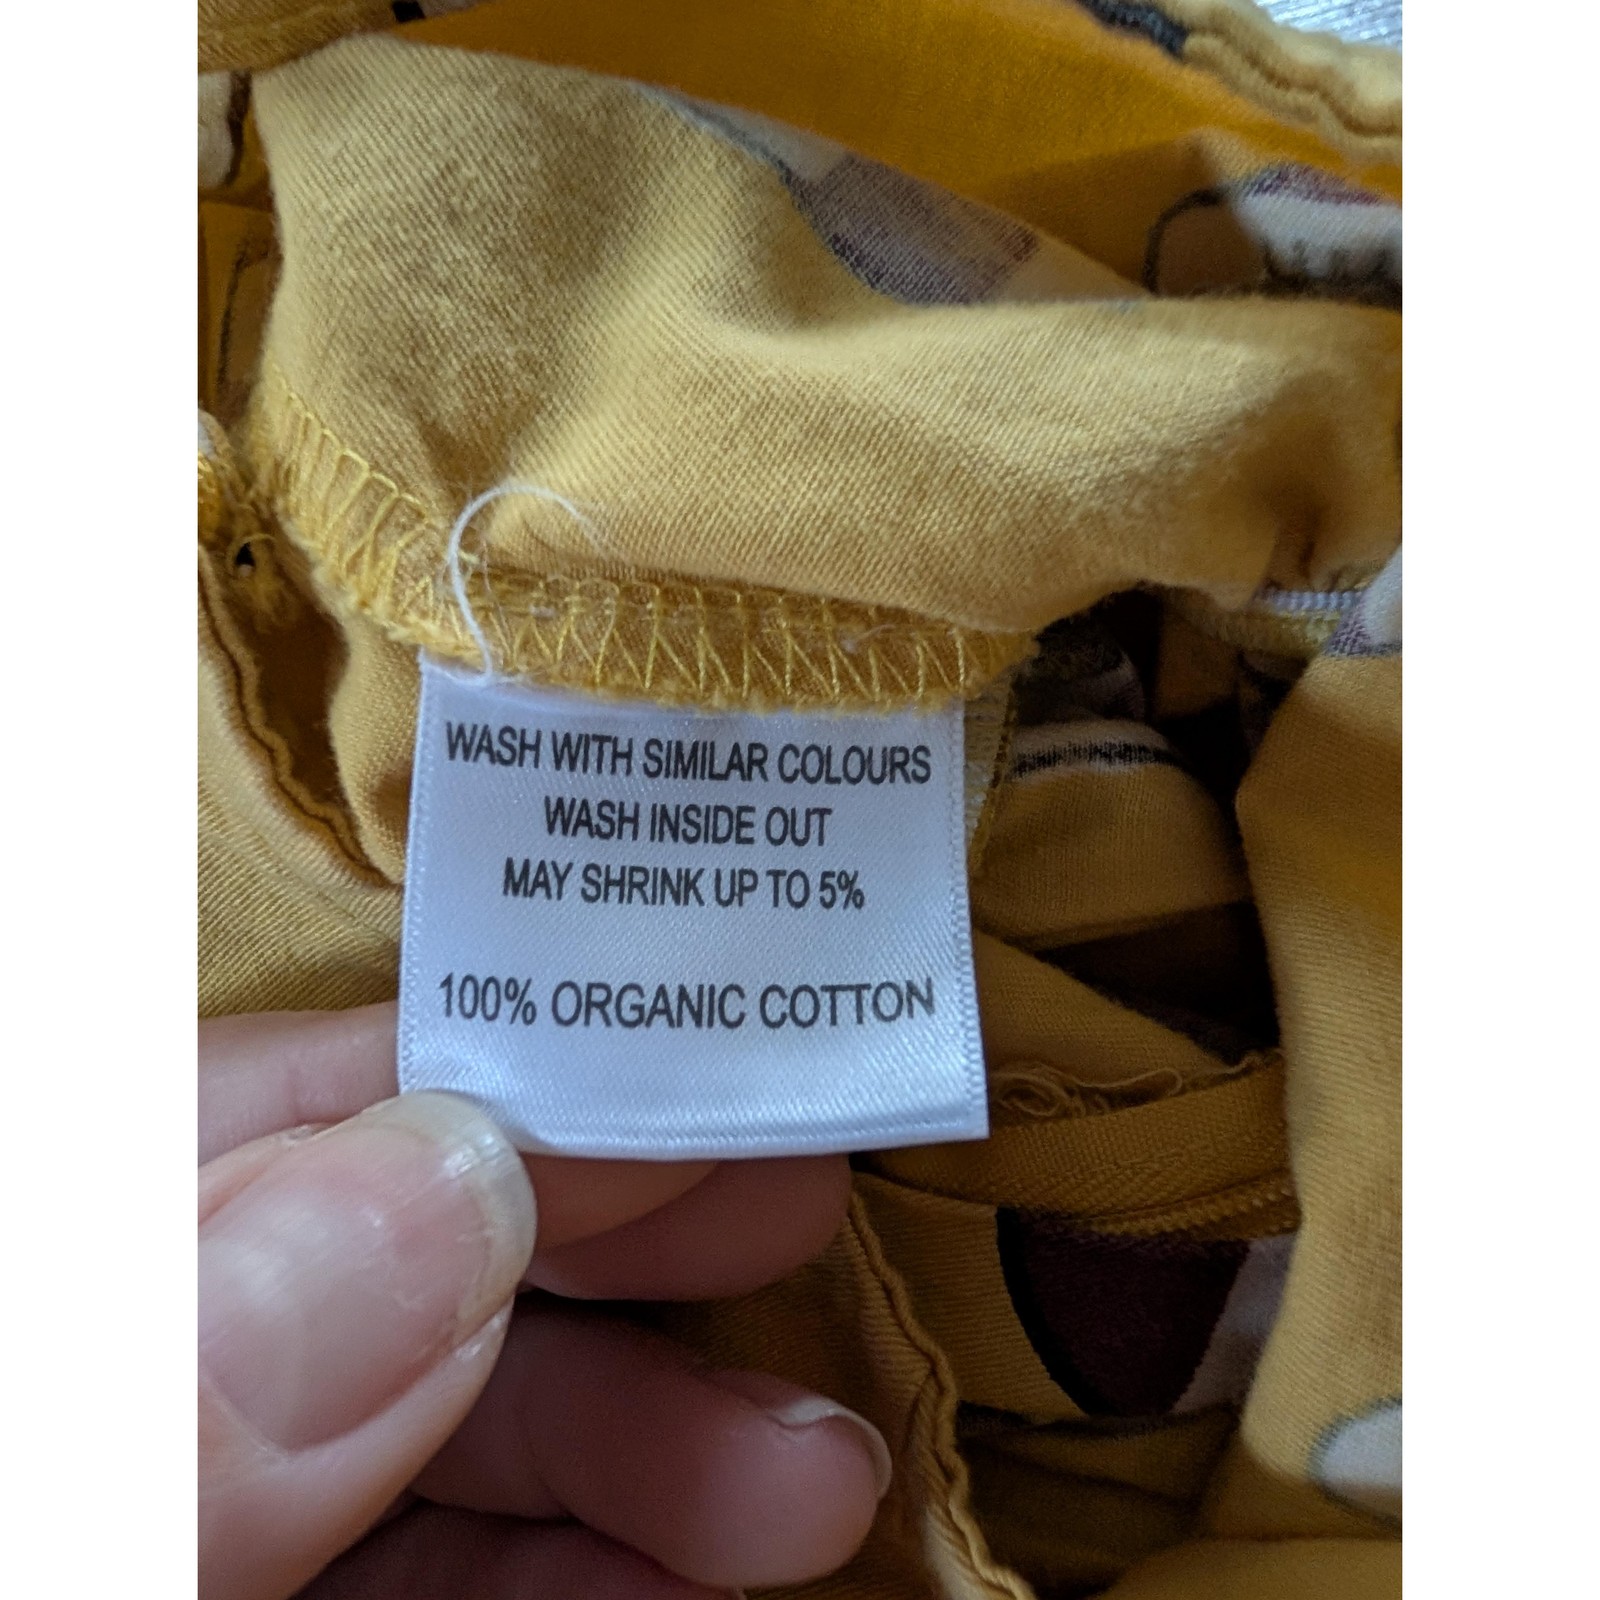 WASH WITH SIMILAR COLOURS
WASH INSIDE OUT
MAY SHRINK UP TO 5%
100% ORGANIC COTTON